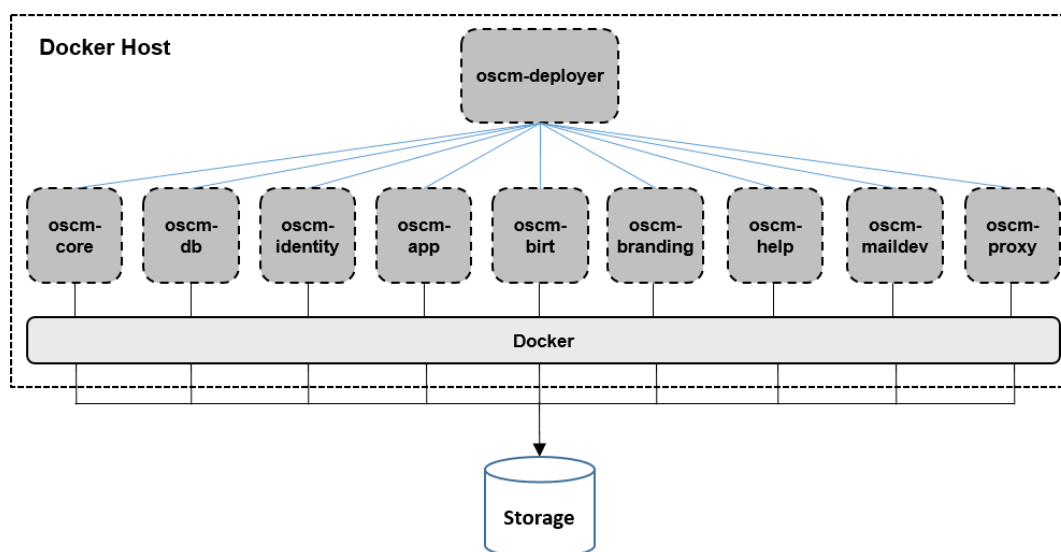 Docker Host
oscm-deployer
oscm-
core
oscm-
db
oscm-
identity
oscm-
app
oscm-
birt
oscm-
branding
oscm-
help
oscm-
maildev
oscm-
proxy
Docker
Storage